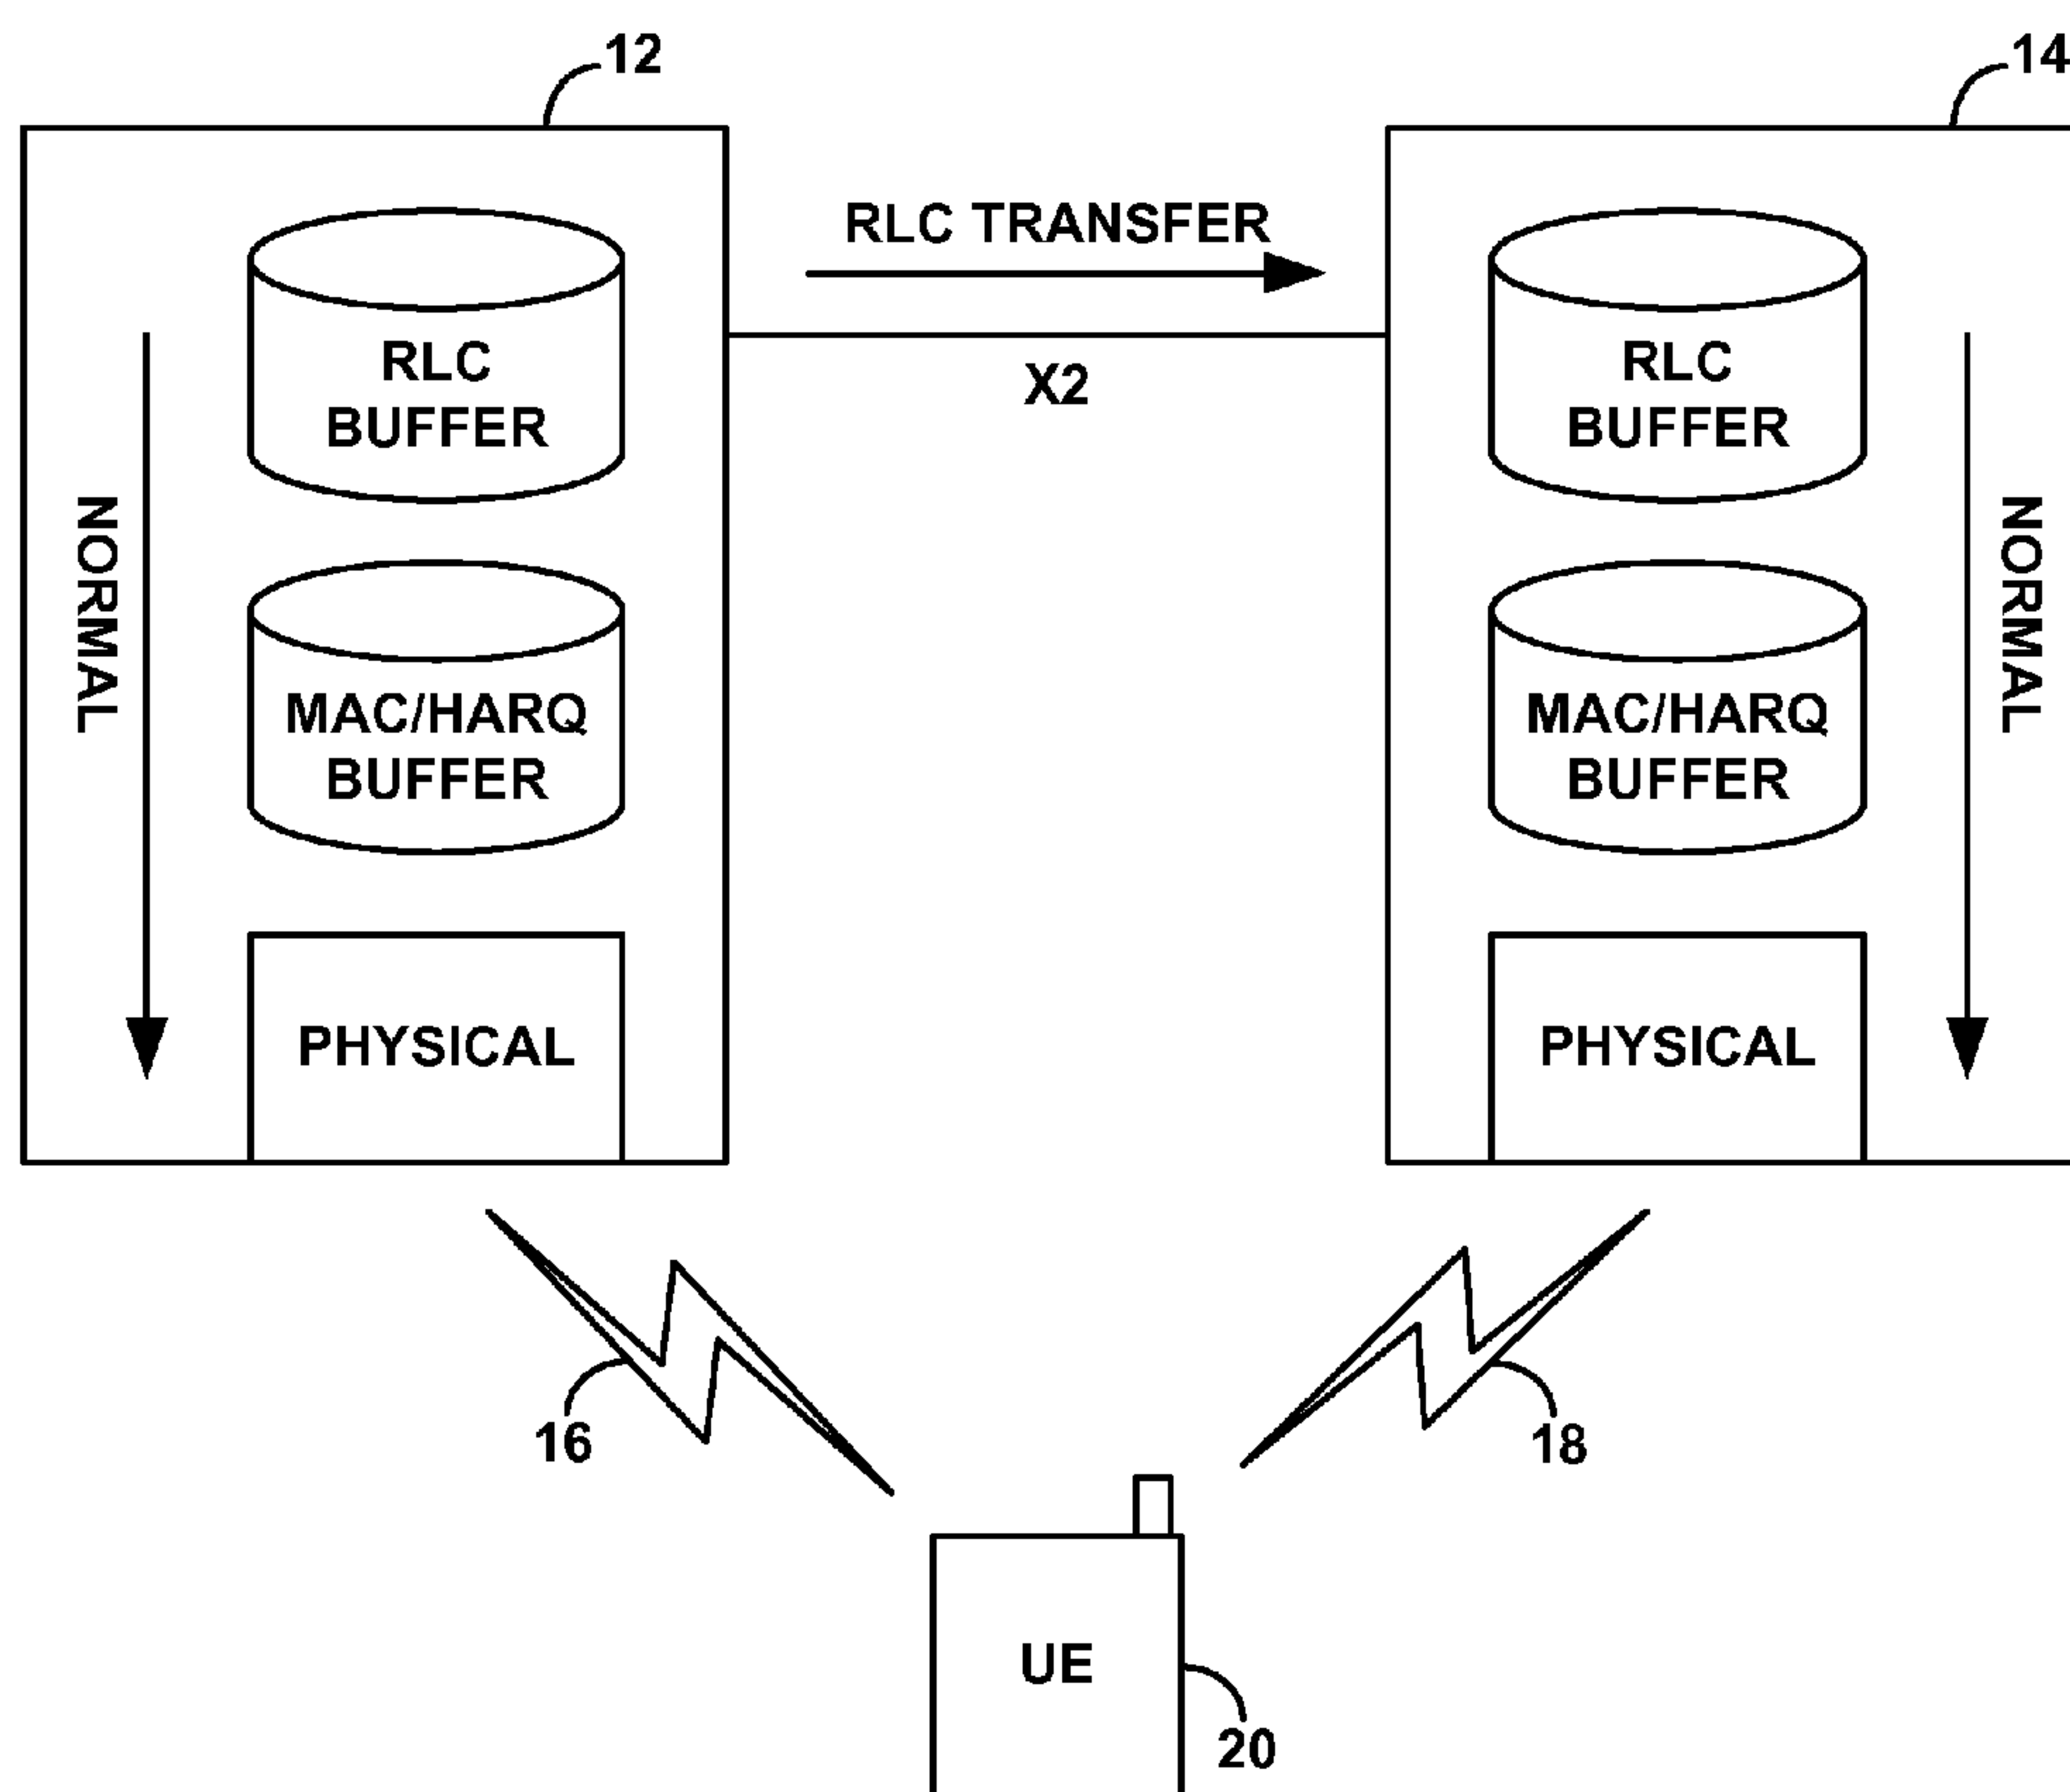 12
14
RLC TRANSFER
X2
NORMAL
RLC
BUFFER
MAC/HARQ
BUFFER
PHYSICAL
RLC
BUFFER
MAC/HARQ
BUFFER
PHYSICAL
NORMAL
16
18
UE
20